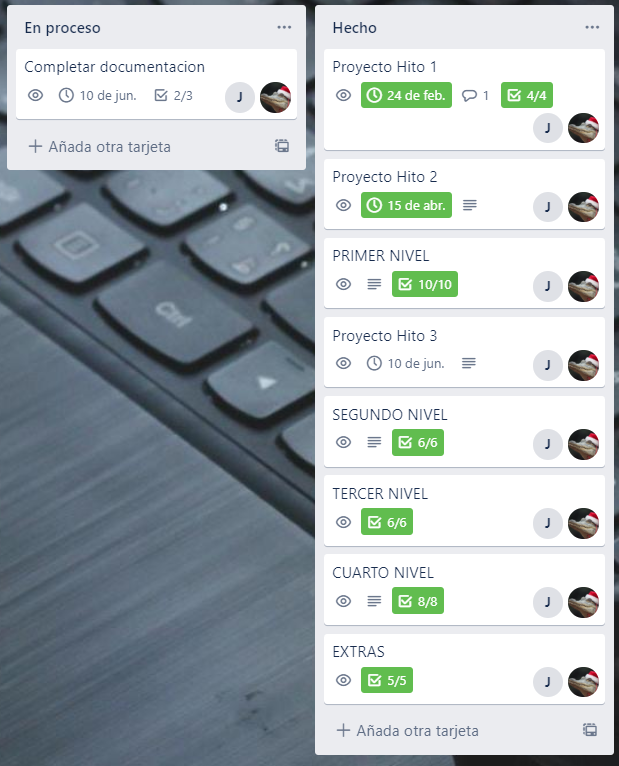 En proceso
Completar documentacion
10 de jun. 2/3 J
Añada otra tarjeta
Hecho
Proyecto Hito 1
24 de feb. 1 4/4
J
Proyecto Hito 2
15 de abr. J
PRIMER NIVEL
10/10 J
Proyecto Hito 3
10 de jun. J
SEGUNDO NIVEL
6/6 J
TERCER NIVEL
6/6 J
CUARTO NIVEL
8/8 J
EXTRAS
5/5 J
Añada otra tarjeta
Ctrl